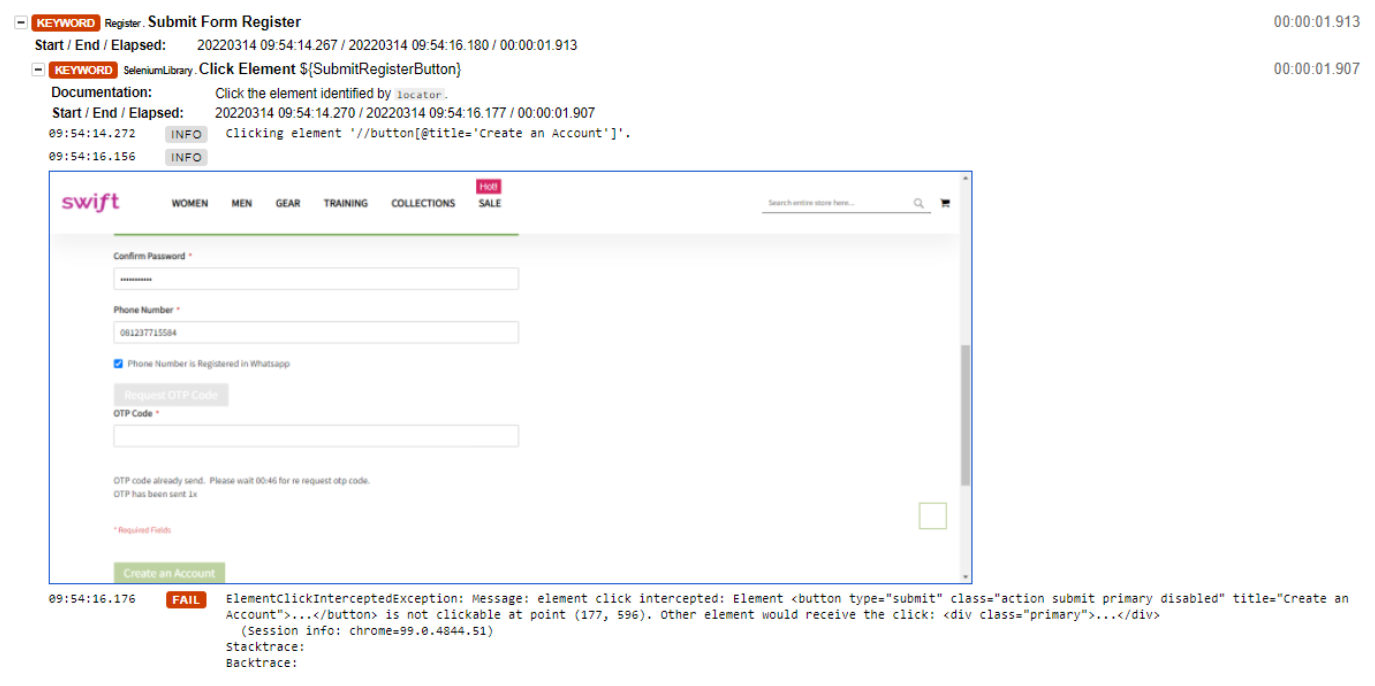 KEYWORD Register . Submit Form Register 00:00:01.913
Start / End / Elapsed: 20220314 09:54:14.267 / 20220314 09:54:16.180 / 00:00:01.913
KEYWORD SeleniumLibrary . Click Element ${SubmitRegisterButton} 00:00:01.907
Documentation: Click the element identified by locator .
Start / End / Elapsed: 20220314 09:54:14.270 / 20220314 09:54:16.177 / 00:00:01.907
09:54:14.272 INFO Clicking element '//button[@title='Create an Account']'.
09:54:16.156 INFO
Hot!
swift WOMEN MEN GEAR TRAINING COLLECTIONS SALE Search entire store here...
Confirm Password *
Phone Number *
081237715584
Phone Number is Registered in Whatsapp
Request OTP Code
OTP Code *
OTP code already send. Please wait 00:46 for re request otp code.
OTP has been sent 1x
* Required Fields
Create an Account
09:54:16.176 FAIL ElementClickInterceptedException: Message: element click intercepted: Element <button type="submit" class="action submit primary disabled" title="Create an
Account">...</button> is not clickable at point (177, 596). Other element would receive the click: <div class="primary">...</div>
(Session info: chrome=99.0.4844.51)
Stacktrace:
Backtrace: